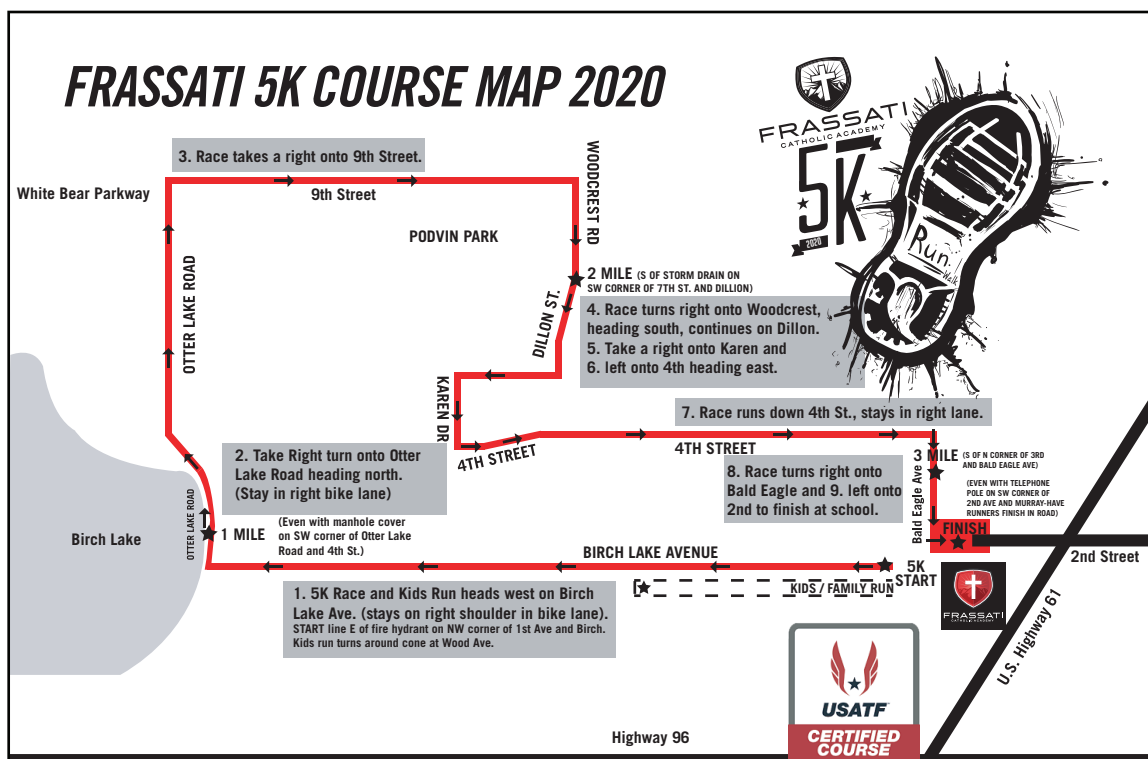 FRASSATI 5K COURSE MAP 2020
FRASSATI
CATHOLIC ACADEMY
5K
2020
Run
Walk
3. Race takes a right onto 9th Street.
White Bear Parkway
9th Street
WOODCREST RD
PODVIN PARK
OTTER LAKE ROAD
2 MILE (S OF STORM DRAIN ON
SW CORNER OF 7TH ST. AND DILLION)
DILLON ST.
4. Race turns right onto Woodcrest,
heading south, continues on Dillon.
5. Take a right onto Karen and
6. left onto 4th heading east.
KAREN DR
7. Race runs down 4th St., stays in right lane.
4TH STREET
4TH STREET
2. Take Right turn onto Otter
Lake Road heading north.
(Stay in right bike lane)
8. Race turns right onto
Bald Eagle and 9. left onto
2nd to finish at school.
3 MILE (S OF N CORNER OF 3RD
AND BALD EAGLE AVE)
(EVEN WITH TELEPHONE
POLE ON SW CORNER OF
2ND AVE AND MURRAY-HAVE
RUNNERS FINISH IN ROAD)
Bald Eagle Ave
FINISH
2nd Street
OTTER LAKE ROAD
1 MILE
(Even with manhole cover
on SW corner of Otter Lake
Road and 4th St.)
Birch Lake
BIRCH LAKE AVENUE
5K
START
KIDS / FAMILY RUN
1. 5K Race and Kids Run heads west on Birch
Lake Ave. (stays on right shoulder in bike lane).
START line E of fire hydrant on NW corner of 1st Ave and Birch.
Kids run turns around cone at Wood Ave.
FRASSATI
CATHOLIC ACADEMY
U.S. Highway 61
USATF
CERTIFIED
COURSE
Highway 96